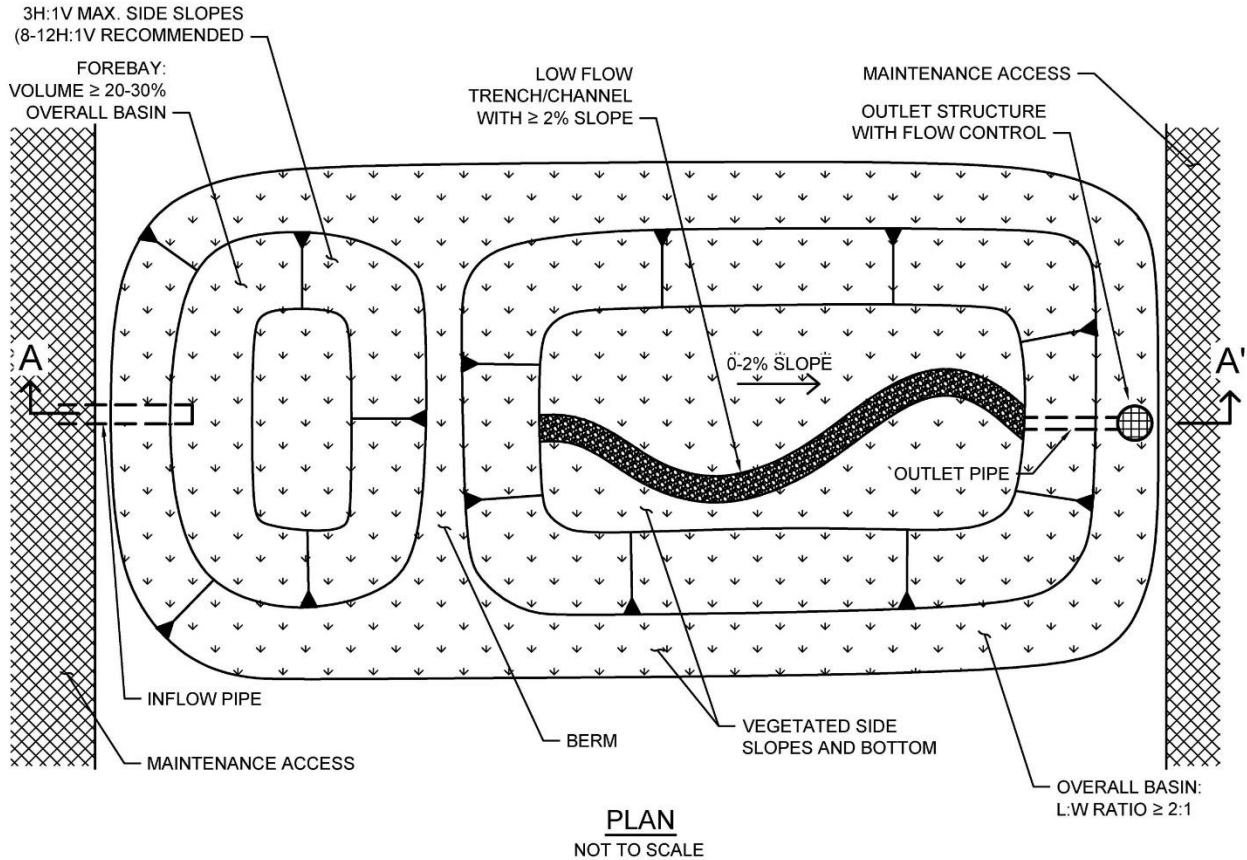 3H:1V MAX. SIDE SLOPES
(8-12H:1V RECOMMENDED
FOREBAY:
VOLUME ≥ 20-30%
OVERALL BASIN
LOW FLOW
TRENCH/CHANNEL
WITH ≥ 2% SLOPE
MAINTENANCE ACCESS
OUTLET STRUCTURE
WITH FLOW CONTROL
A
A'
0-2% SLOPE
OUTLET PIPE
INFLOW PIPE
MAINTENANCE ACCESS
BERM
VEGETATED SIDE
SLOPES AND BOTTOM
OVERALL BASIN:
L:W RATIO ≥ 2:1
PLAN
NOT TO SCALE